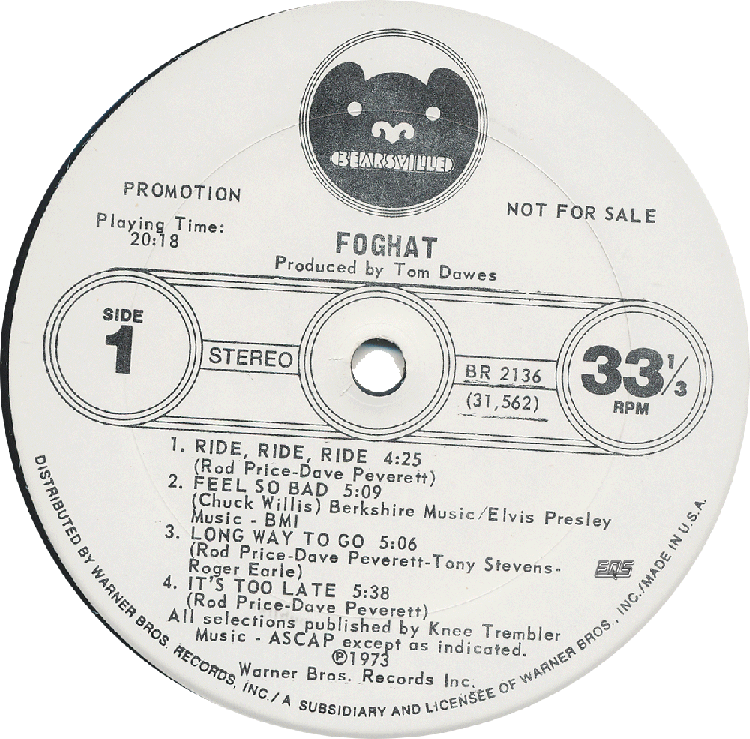 BEARSVILLE
PROMOTION
NOT FOR SALE
Playing Time:
20:18
FOGHAT
Produced by Tom Dawes
SIDE
1
STEREO
BR 2136
(31,562)
33 1/3
RPM
1. RIDE, RIDE, RIDE 4:25
(Rod Price-Dave Peverett)
2. FEEL SO BAD 5:09
(Chuck Willis) Berkshire Music/Elvis Presley
Music - BMI
3. LONG WAY TO GO 5:06
(Rod Price-Dave Peverett-Tony Stevens-
Roger Earle)
4. IT'S TOO LATE 5:38
(Rod Price-Dave Peverett)
All selections published by Knee Trembler
Music - ASCAP except as indicated.
℗1973
Warner Bros. Records Inc.
SRS
DISTRIBUTED BY WARNER BROS. RECORDS, INC./A SUBSIDIARY AND LICENSEE OF WARNER BROS., INC./MADE IN U.S.A.